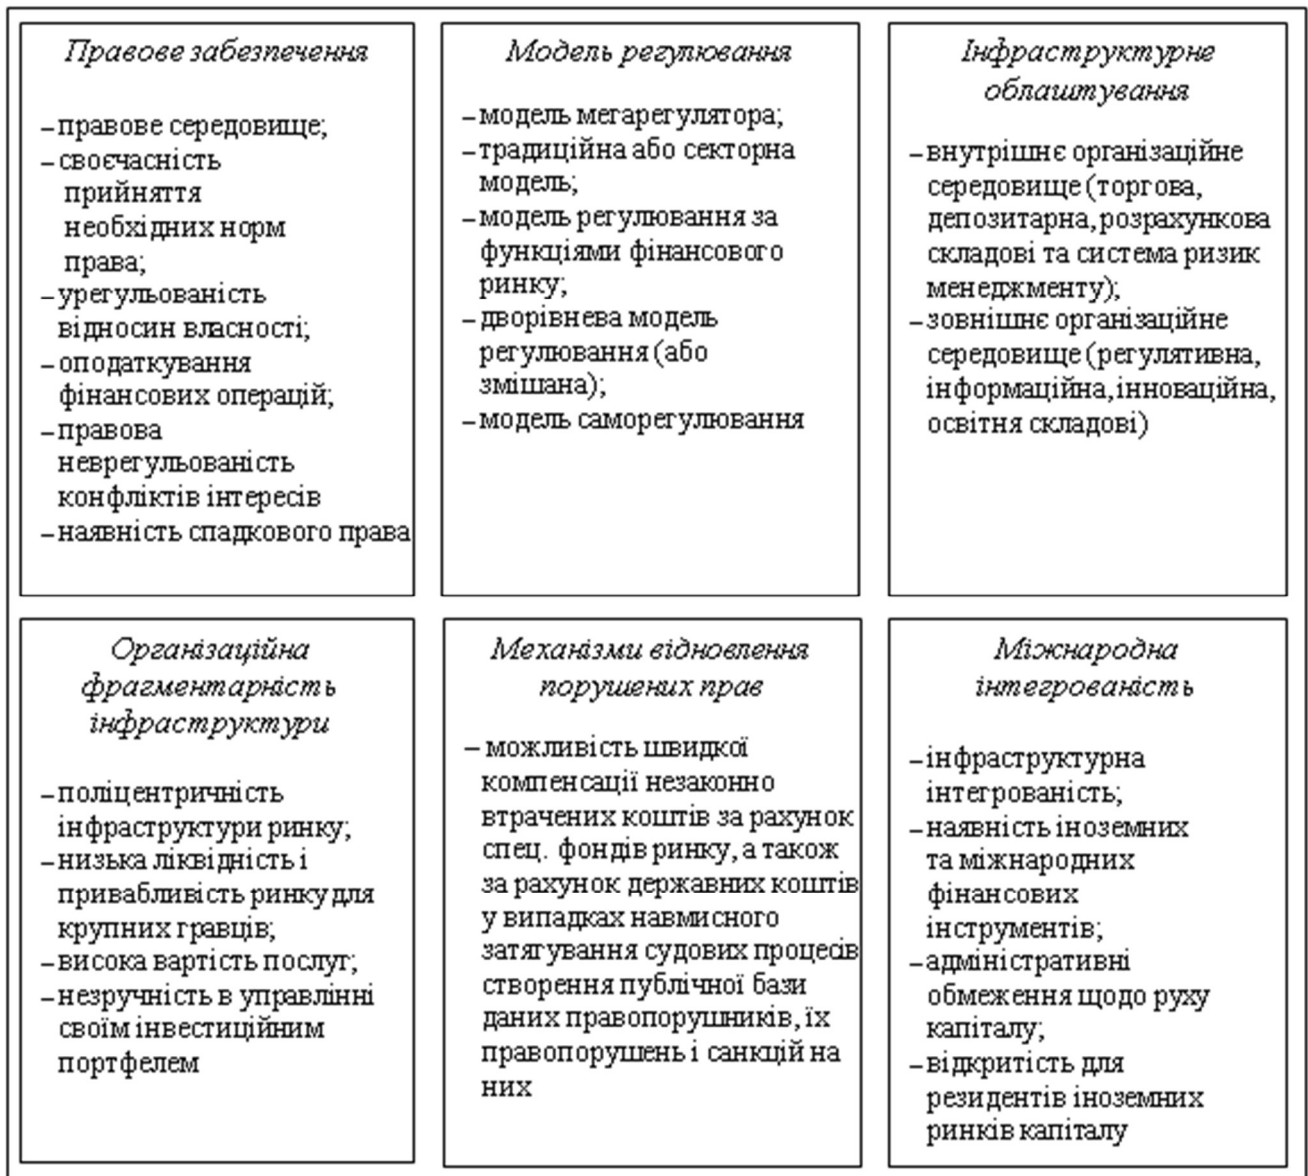 Правове забезпечення
– правове середовище;
– своєчасність
прийняття
необхідних норм
права;
– урегульованість
відносин власності;
– оподаткування
фінансових операцій;
– правова
неврегульованість
конфліктів інтересів
– наявність спадкового права
Модель регулювання
– модель мегарегулятора;
– традиційна або секторна
модель;
– модель регулювання за
функціями фінансового
ринку;
– дворівнева модель
регулювання (або
змішана);
– модель саморегулювання
Інфраструктурне
облаштування
– внутрішнє організаційне
середовище (торгова,
депозитарна, розрахункова
складові та система ризик
менеджменту);
– зовнішнє організаційне
середовище (регулятивна,
інформаційна, інноваційна,
освітня складові)
Організаційна
фрагментарність
інфраструктури
– поліцентричність
інфраструктури ринку;
– низька ліквідність і
привабливість ринку для
крупних гравців;
– висока вартість послуг;
– незручність в управлінні
своїм інвестиційним
портфелем
Механізми відновлення
порушених прав
– можливість швидкої
компенсації незаконно
втрачених коштів за рахунок
спец. фондів ринку, а також
за рахунок державних коштів
у випадках навмисного
затягування судових процесів
створення публічної бази
даних правопорушників, їх
правопорушень і санкцій на
них
Міжнародна
інтегрованість
– інфраструктурна
інтегрованість;
– наявність іноземних
та міжнародних
фінансових
інструментів;
– адміністративні
обмеження щодо руху
капіталу;
– відкритість для
резидентів іноземних
ринків капіталу